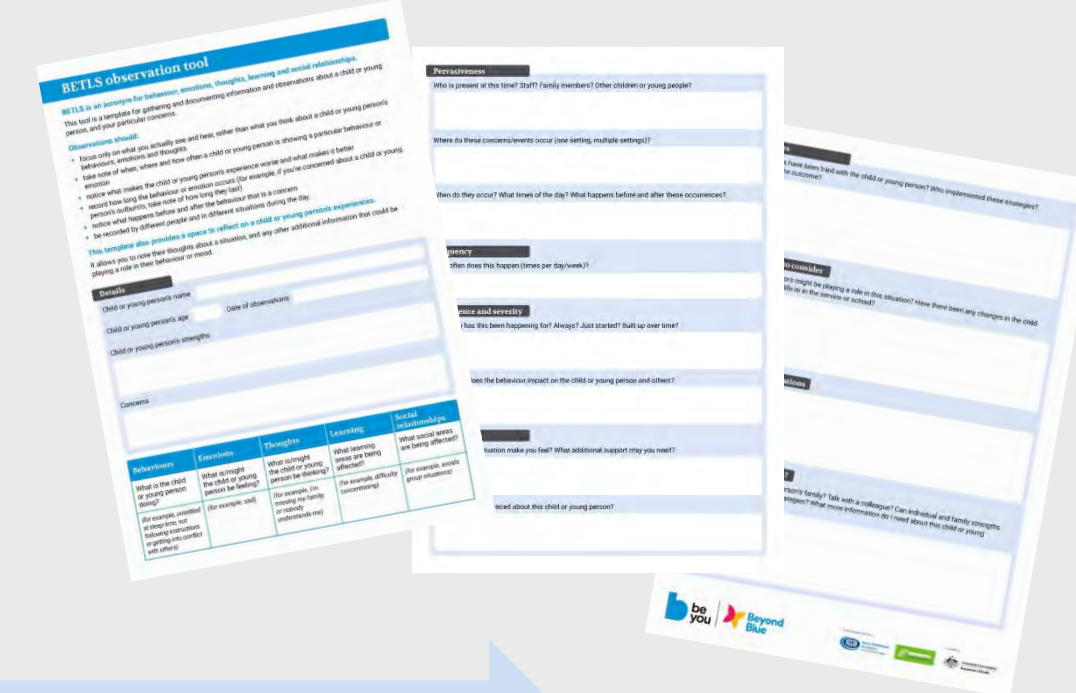 BETLS observation tool
BETLS is an acronym for behaviour, emotions, thoughts, learning and social relationships.
This tool is a template for gathering and documenting information and observations about a child or young
person, and your particular concerns.
Observations should:
• focus only on what you actually see and hear, rather than what you think about a child or young person's
behaviours, emotions and thoughts
• take note of when, where and how often a child or young person is showing a particular behaviour or
emotion
• notice what makes the child or young person's experience worse and what makes it better
• record how long the behaviour or emotion occurs (for example, if you're concerned about a child or young
person's outbursts, take note of how long they last)
• notice what happens before and after the behaviour that is a concern
• be recorded by different people and in different situations during the day.
This template also provides a space to reflect on a child or young person's experiences.
It allows you to note their thoughts about a situation, and any other additional information that could be
playing a role in their behaviour or mood.
Details
Child or young person's name
Child or young person's age
Date of observations
Child or young person's strengths
Concerns
Behaviours
Emotions
Thoughts
Learning
Social
relationships
What is the child
or young person
doing?
What is/might
the child or young
person be feeling?
What is/might
the child or young
person be thinking?
What learning
areas are being
affected?
What social areas
are being affected?
(for example, unsettled
at sleep time, not
following instructions
or getting into conflict
with others)
(for example, sad)
(for example, I'm
missing my family,
or nobody
understands me)
(for example, difficulty
concentrating)
(for example, avoids
group situations)
Pervasiveness
Who is present at this time? Staff? Family members? Other children or young people?
Where do these concerns/events occur (one setting, multiple settings)?
hen do they occur? What times of the day? What happens before and after these occurrences?
quency
often does this happen (times per day/week)?
ence and severity
has this been happening for? Always? Just started? Built up over time?
oes the behaviour impact on the child or young person and others?
tuation make you feel? What additional support may you need?
oticed about this child or young person?
es
have been tried with the child or young person? Who implemented these strategies?
he outcome?
to consider
ors might be playing a role in this situation? Have there been any changes in the child
life or in the service or school?
ations
?
erson's family? Talk with a colleague? Can individual and family strengths
ategies? What more information do I need about this child or young
be
you
Beyond
Blue